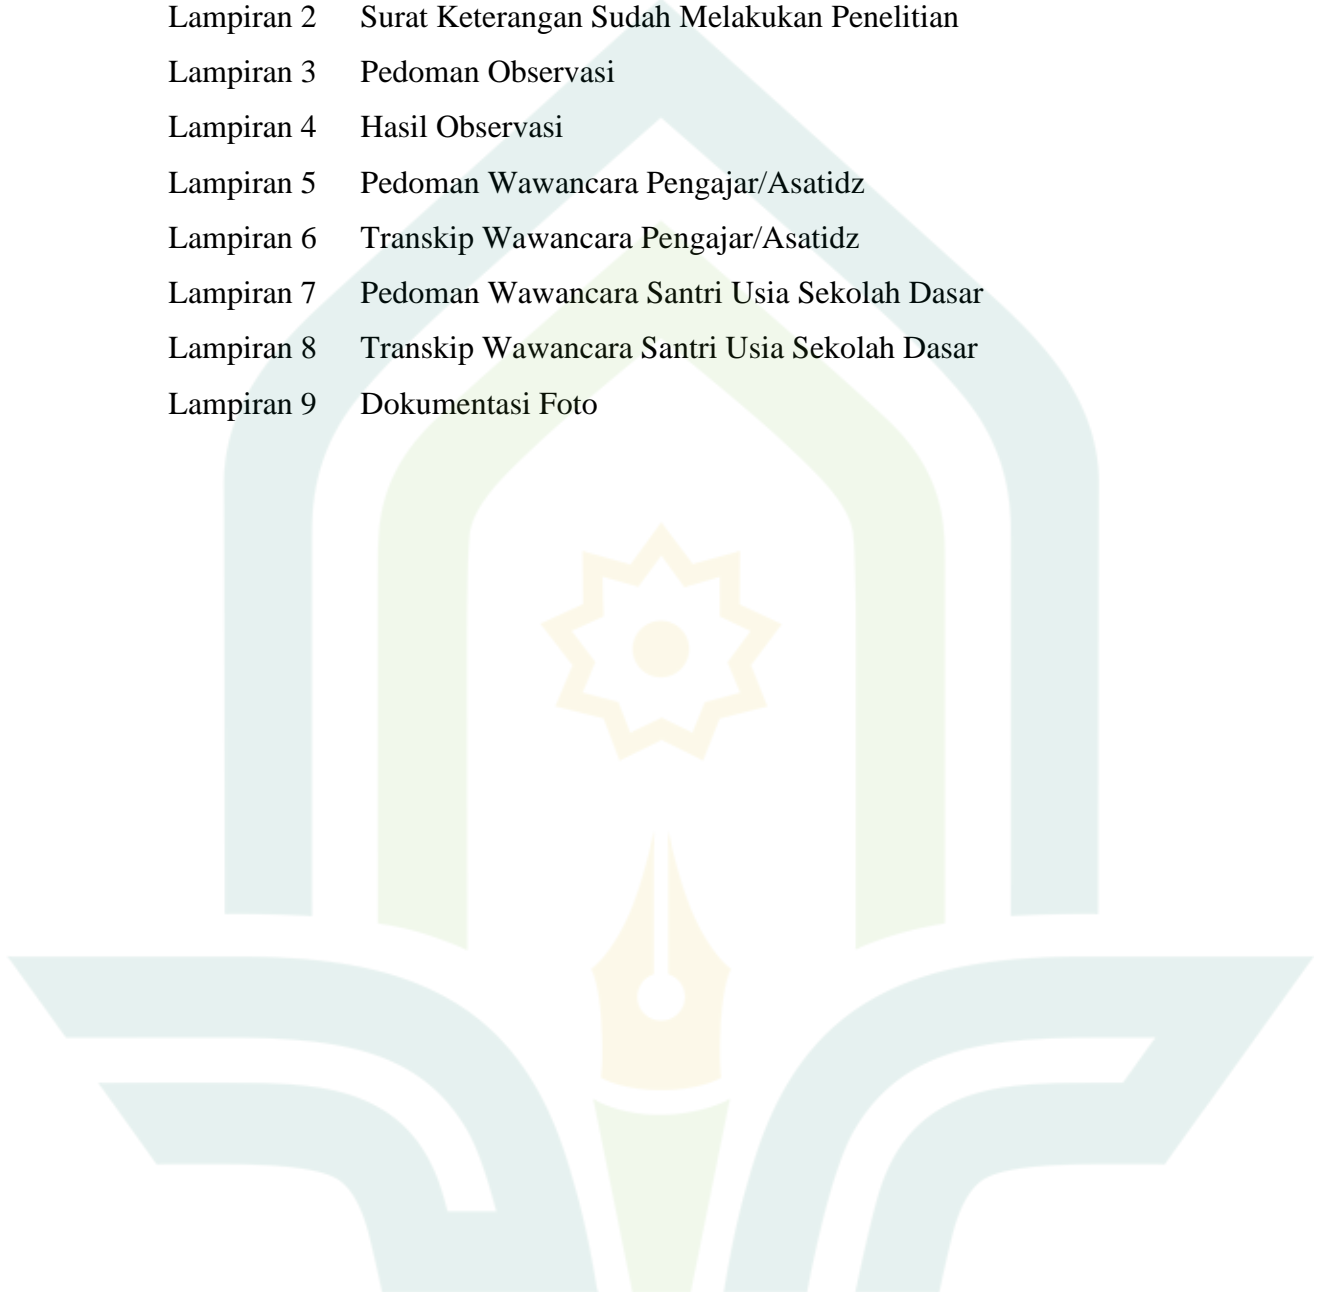 Lampiran 2 Surat Keterangan Sudah Melakukan Penelitian
Lampiran 3 Pedoman Observasi
Lampiran 4 Hasil Observasi
Lampiran 5 Pedoman Wawancara Pengajar/Asatidz
Lampiran 6 Transkip Wawancara Pengajar/Asatidz
Lampiran 7 Pedoman Wawancara Santri Usia Sekolah Dasar
Lampiran 8 Transkip Wawancara Santri Usia Sekolah Dasar
Lampiran 9 Dokumentasi Foto